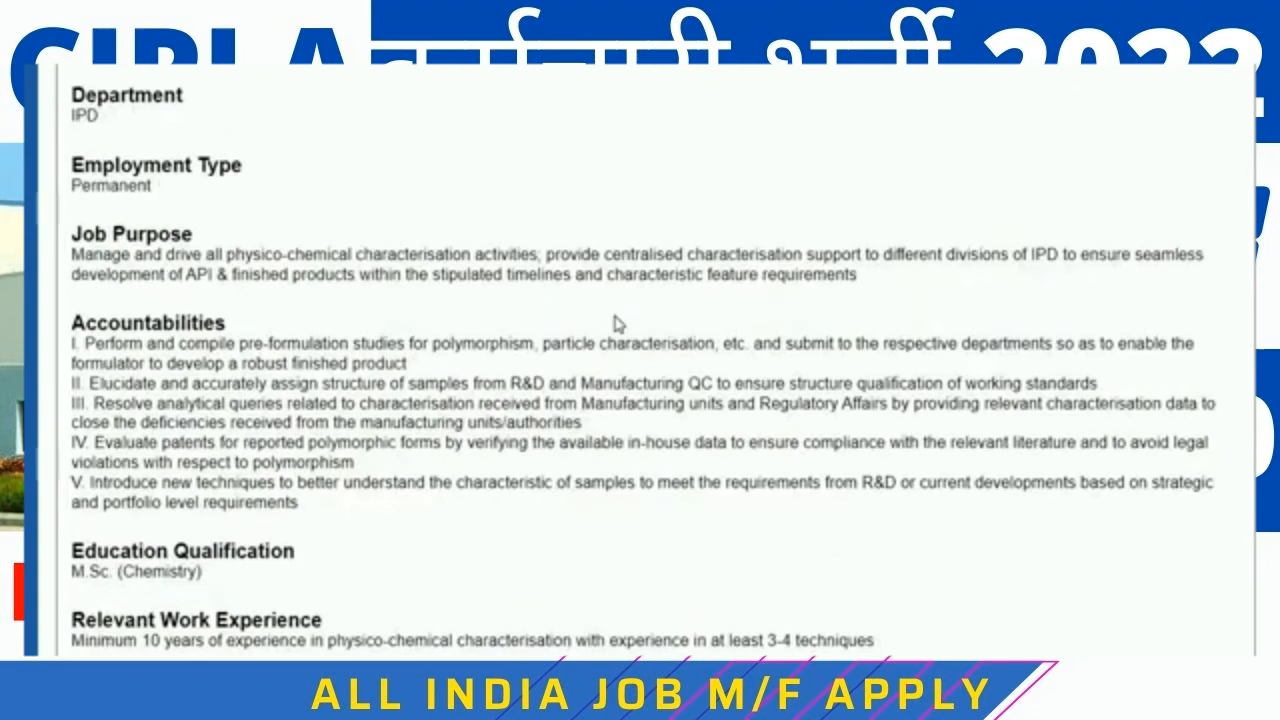 CIPLA भर्ती 2022
Department
IPD
Employment Type
Permanent
Job Purpose
Manage and drive all physico-chemical characterisation activities; provide centralised characterisation support to different divisions of IPD to ensure seamless
development of API & finished products within the stipulated timelines and characteristic feature requirements
Accountabilities
I. Perform and compile pre-formulation studies for polymorphism, particle characterisation, etc. and submit to the respective departments so as to enable the
formulator to develop a robust finished product
II. Elucidate and accurately assign structure of samples from R&D and Manufacturing QC to ensure structure qualification of working standards
III. Resolve analytical queries related to characterisation received from Manufacturing units and Regulatory Affairs by providing relevant characterisation data to
close the deficiencies received from the manufacturing units/authorities
IV. Evaluate patents for reported polymorphic forms by verifying the available in-house data to ensure compliance with the relevant literature and to avoid legal
violations with respect to polymorphism
V. Introduce new techniques to better understand the characteristic of samples to meet the requirements from R&D or current developments based on strategic
and portfolio level requirements
Education Qualification
M.Sc. (Chemistry)
Relevant Work Experience
Minimum 10 years of experience in physico-chemical characterisation with experience in at least 3-4 techniques
ALL INDIA JOB M/F APPLY